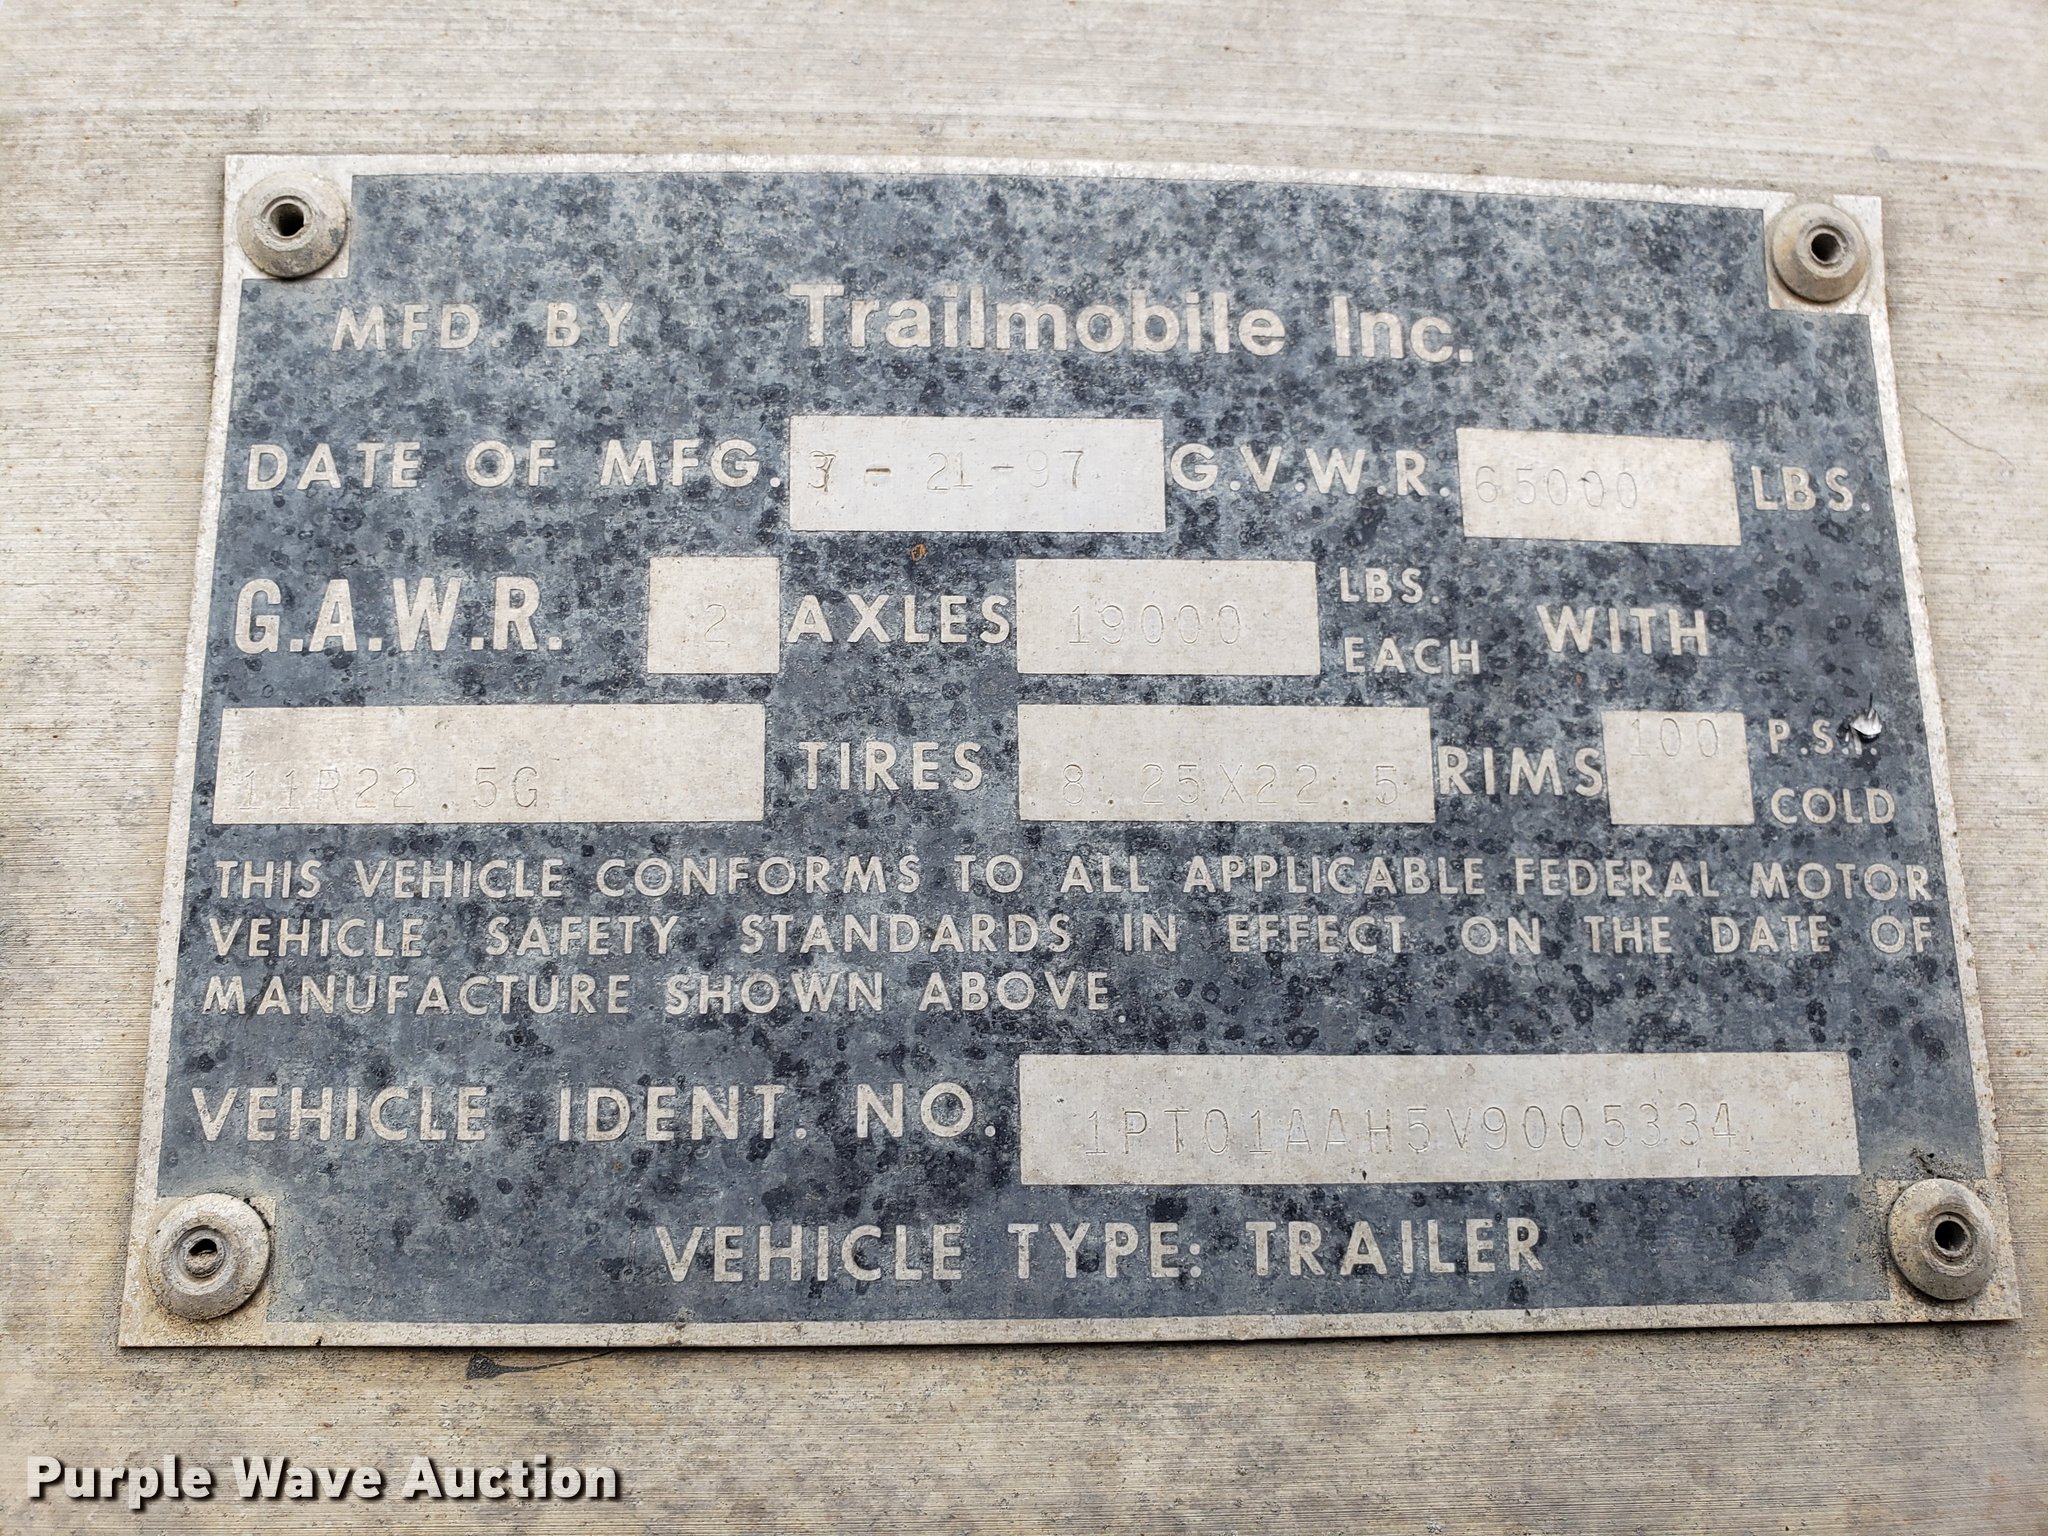 MFD. BY Trailmobile Inc.
DATE OF MFG. - 21-97 G.V.W.R. 65000 LBS.
G.A.W.R. 2 AXLES 19000 LBS. EACH WITH
11R22.5G TIRES 8.25X22.5 RIMS 100 P.S.I. COLD
THIS VEHICLE CONFORMS TO ALL APPLICABLE FEDERAL MOTOR
VEHICLE SAFETY STANDARDS IN EFFECT ON THE DATE OF
MANUFACTURE SHOWN ABOVE.
VEHICLE IDENT. NO. 1PT01AAH5V9005334
VEHICLE TYPE: TRAILER
Purple Wave Auction